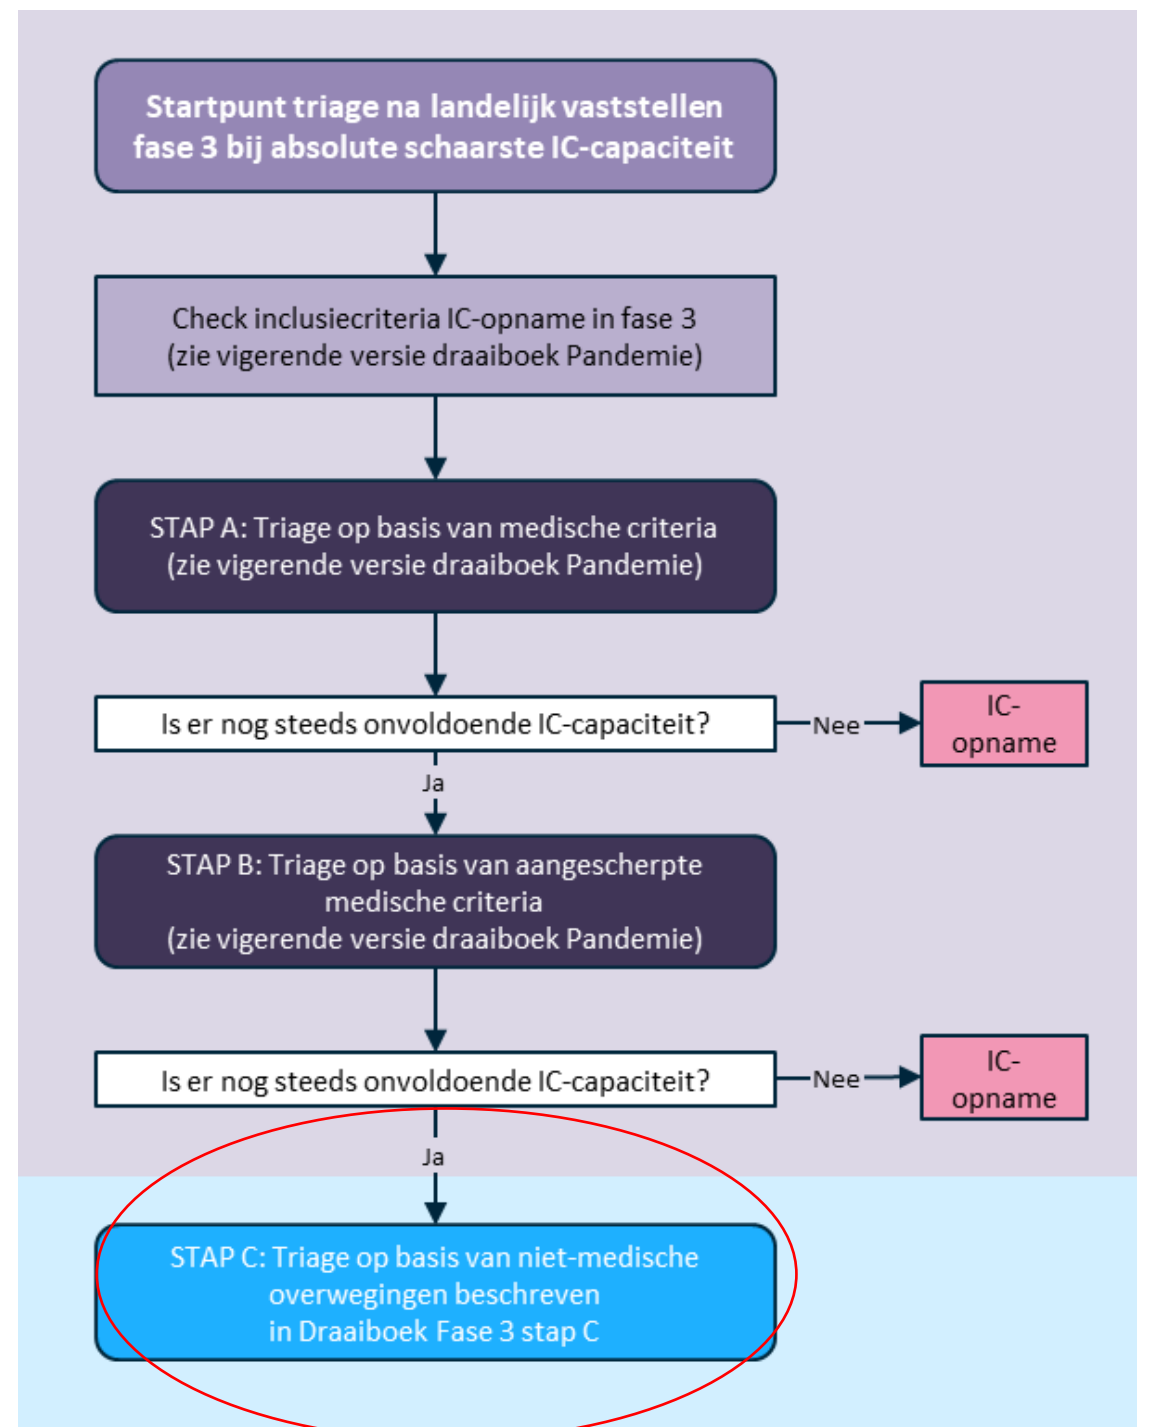 Startpunt triage na landelijk vaststellen
fase 3 bij absolute schaarste IC-capaciteit
Check inclusiecriteria IC-opname in fase 3
(zie vigerende versie draaiboek Pandemie)
STAP A: Triage op basis van medische criteria
(zie vigerende versie draaiboek Pandemie)
Is er nog steeds onvoldoende IC-capaciteit?
Nee
IC-
opname
Ja
STAP B: Triage op basis van aangescherpte
medische criteria
(zie vigerende versie draaiboek Pandemie)
Is er nog steeds onvoldoende IC-capaciteit?
Nee
IC-
opname
Ja
STAP C: Triage op basis van niet-medische
overwegingen beschreven
in Draaiboek Fase 3 stap C